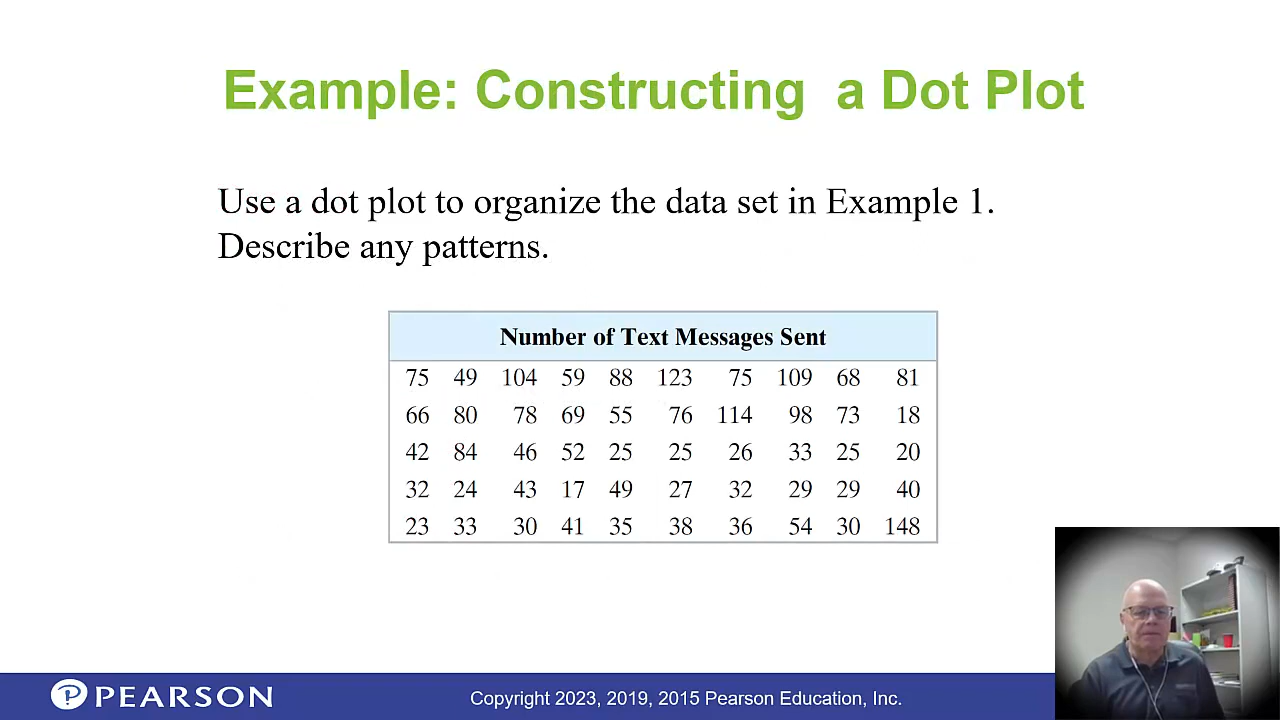 Example: Constructing a Dot Plot
Use a dot plot to organize the data set in Example 1.
Describe any patterns.
Number of Text Messages Sent
75 49 104 59 88 123 75 109 68 81
66 80 78 69 55 76 114 98 73 18
42 84 46 52 25 25 26 33 25 20
32 24 43 17 49 27 32 29 29 40
23 33 30 41 35 38 36 54 30 148
PEARSON
Copyright 2023, 2019, 2015 Pearson Education, Inc.